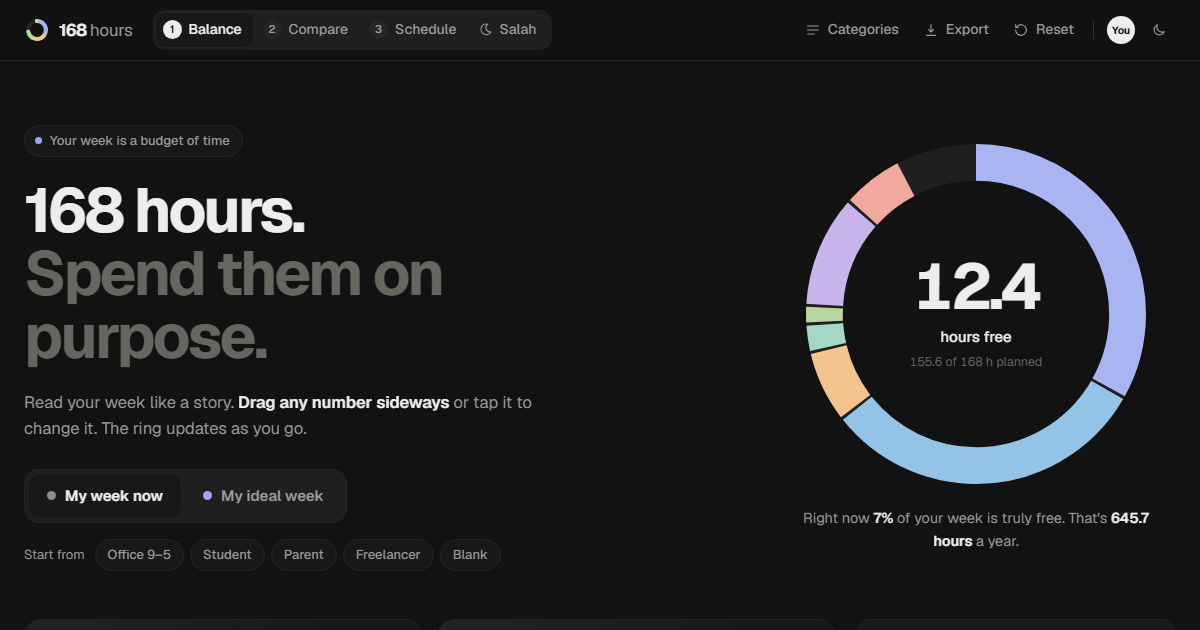 168 hours
1 Balance
2 Compare
3 Schedule
Salah
Categories
Export
Reset
You
Your week is a budget of time
168 hours.
Spend them on
purpose.
Read your week like a story. Drag any number sideways or tap it to
change it. The ring updates as you go.
My week now
My ideal week
Start from
Office 9–5
Student
Parent
Freelancer
Blank
12.4
hours free
155.6 of 168 h planned
Right now 7% of your week is truly free. That's 645.7
hours a year.